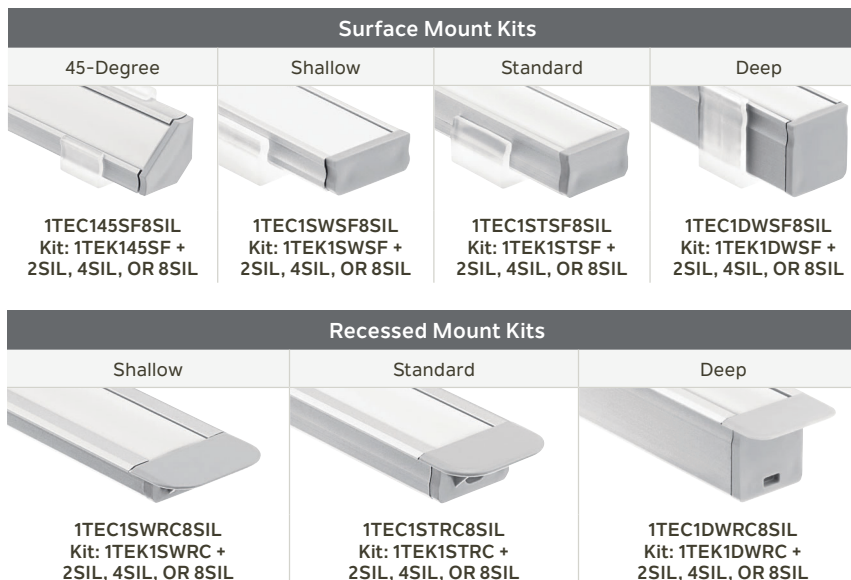 Surface Mount Kits
45-Degree
Shallow
Standard
Deep
1TEC145SF8SIL
Kit: 1TEK145SF +
2SIL, 4SIL, OR 8SIL
1TEC1SWSF8SIL
Kit: 1TEK1SWSF +
2SIL, 4SIL, OR 8SIL
1TEC1STSF8SIL
Kit: 1TEK1STSF +
2SIL, 4SIL, OR 8SIL
1TEC1DWSF8SIL
Kit: 1TEK1DWSF +
2SIL, 4SIL, OR 8SIL
Recessed Mount Kits
Shallow
Standard
Deep
1TEC1SWRC8SIL
Kit: 1TEK1SWRC +
2SIL, 4SIL, OR 8SIL
1TEC1STRC8SIL
Kit: 1TEK1STRC +
2SIL, 4SIL, OR 8SIL
1TEC1DWRC8SIL
Kit: 1TEK1DWRC +
2SIL, 4SIL, OR 8SIL